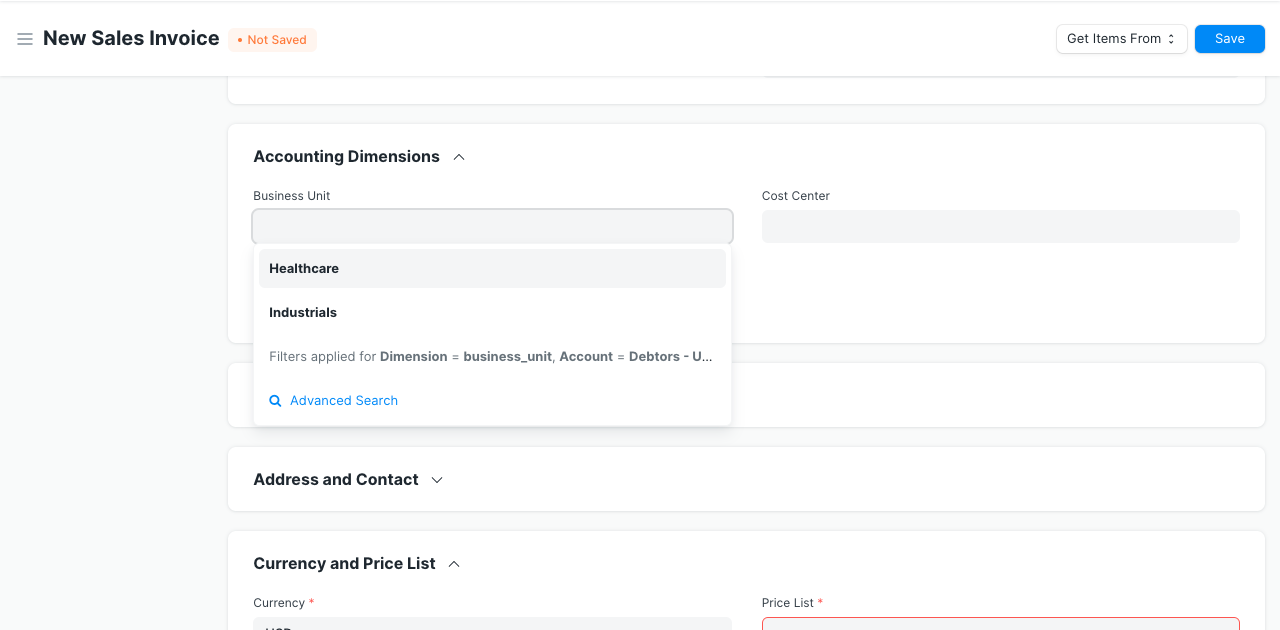 New Sales Invoice
• Not Saved
Get Items From
Save
Accounting Dimensions
Business Unit
Cost Center
Healthcare
Industrials
Filters applied for Dimension = business_unit, Account = Debtors - U...
Advanced Search
Address and Contact
Currency and Price List
Currency *
Price List *
USD